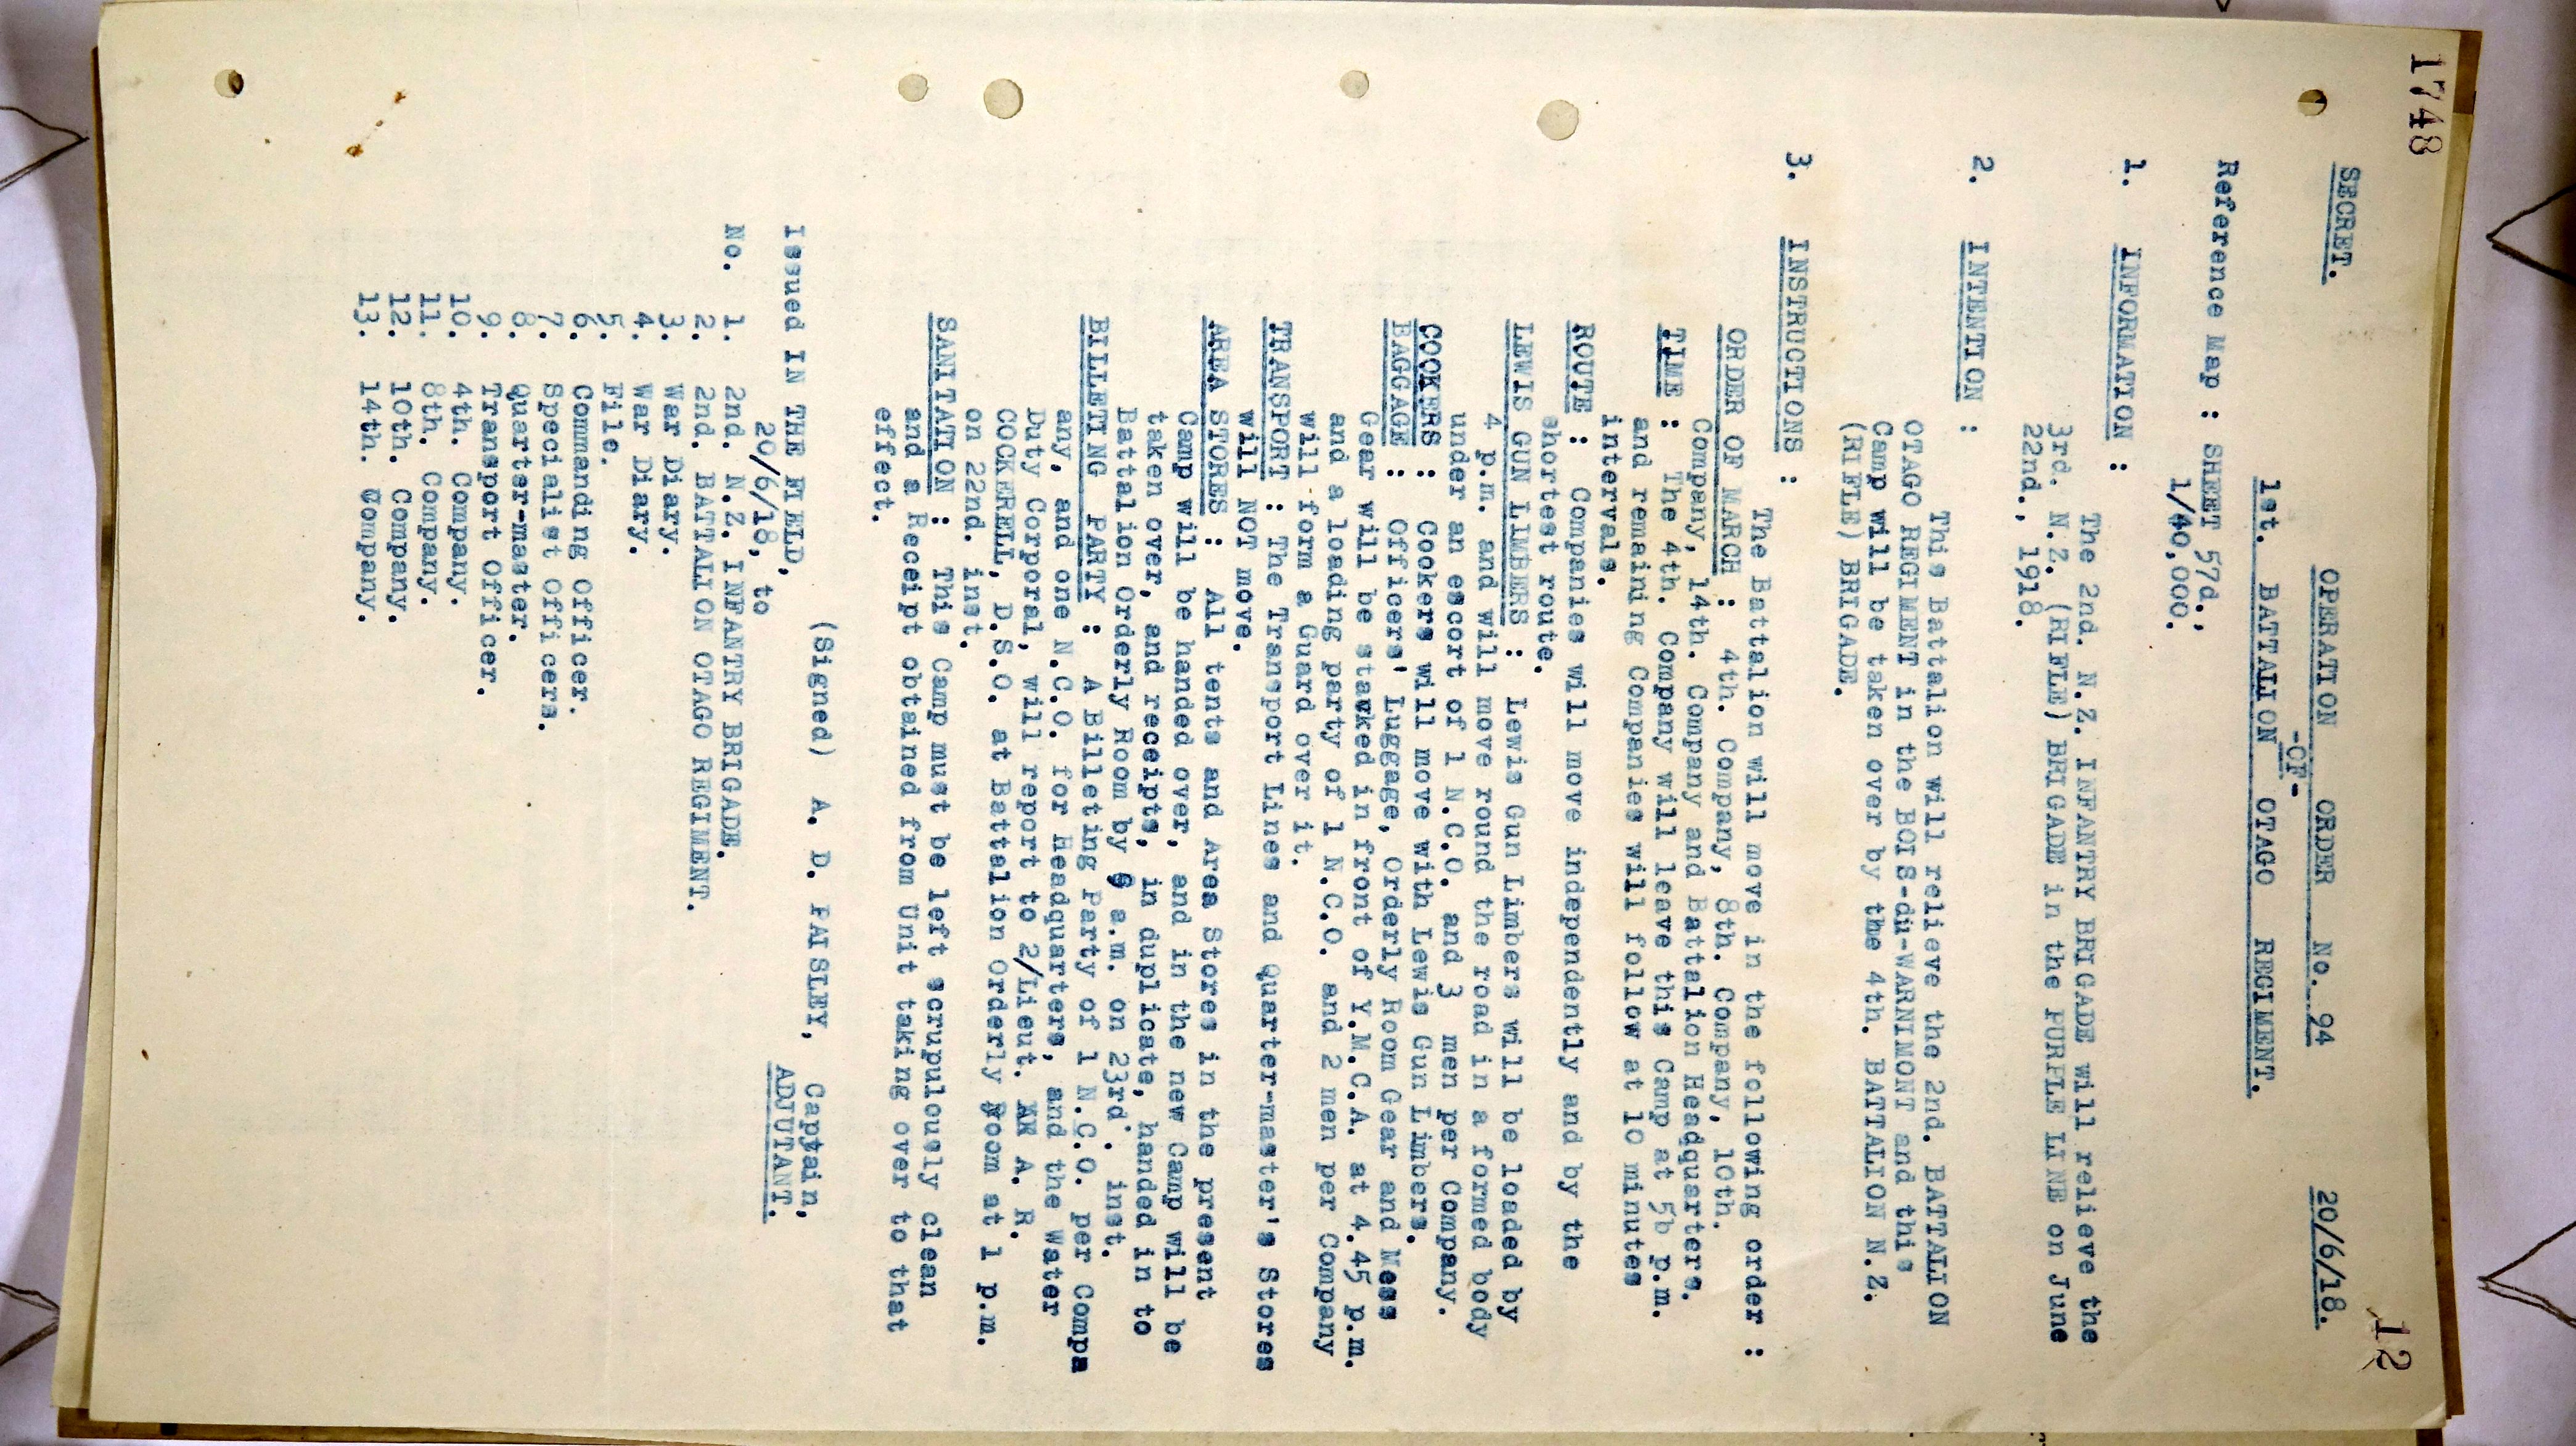 1748
12
SECRET.
OPERATION ORDER No. 94
20/6/18.
-OF-
1st. BATTALION OTAGO REGIMENT.
Reference Map : SHEET 57d.,
1/40,000.
1. INFORMATION :
The 2nd. N.Z. INFANTRY BRIGADE will relieve the
3rd. N.Z. (RIFLE) BRIGADE in the PURPLE LINE on June
22nd., 1918.
2. INTENTION :
This Battalion will relieve the 2nd. BATTALION
OTAGO REGIMENT in the BOIS-du-WARNIMONT and this
Camp will be taken over by the 4th. BATTALION N.Z.
(RIFLE) BRIGADE.
3. INSTRUCTIONS :
The Battalion will move in the following order :
ORDER OF MARCH : 4th. Company, 8th. Company, 10th.
Company, 14th. Company and Battalion Headquarters.
TIME : The 4th. Company will leave this Camp at 5 p.m.
and remaining Companies will follow at 10 minutes
intervals.
ROUTE : Companies will move independently and by the
shortest route.
LEWIS GUN LIMBERS : Lewis Gun Limbers will be loaded by
4 p.m. and will move round the road in a formed body
under an escort of 1 N.C.O. and 3 men per Company.
COOKERS : Cookers will move with Lewis Gun Limbers.
BAGGAGE : Officers' Luggage, Orderly Room Gear and Mess
Gear will be stacked in front of Y.M.C.A. at 4.45 p.m.
and a loading party of 1 N.C.O. and 2 men per Company
will form a Guard over it.
TRANSPORT : The Transport Lines and Quarter-master's Stores
will NOT move.
AREA STORES : All tents and Area Stores in the present
Camp will be handed over, and in the new Camp will be
taken over, and receipts, in duplicate, handed in to
Battalion Orderly Room by 9 a.m. on 23rd. inst.
BILLETING PARTY : A Billeting Party of 1 N.C.O. per Compa
any, and one N.C.O. for Headquarters, and the Water
Duty Corporal, will report to 2/Lieut. A. R.
COCKERELL, D.S.O. at Battalion Orderly Room at 1 p.m.
on 22nd. inst.
SANITATION : This Camp must be left scrupulously clean
and a Receipt obtained from Unit taking over to that
effect.
(Signed) A. D. PAISLEY, Captain,
ADJUTANT.
Issued IN THE FIELD,
20/6/18, to
No. 1. 2nd. N.Z. INFANTRY BRIGADE.
2. 2nd. BATTALION OTAGO REGIMENT.
3. War Diary.
4. War Diary.
5. File.
6. Commanding Officer.
7. Specialist Officers.
8. Quarter-master.
9. Transport Officer.
10. 4th. Company.
11. 8th. Company.
12. 10th. Company.
13. 14th. Company.